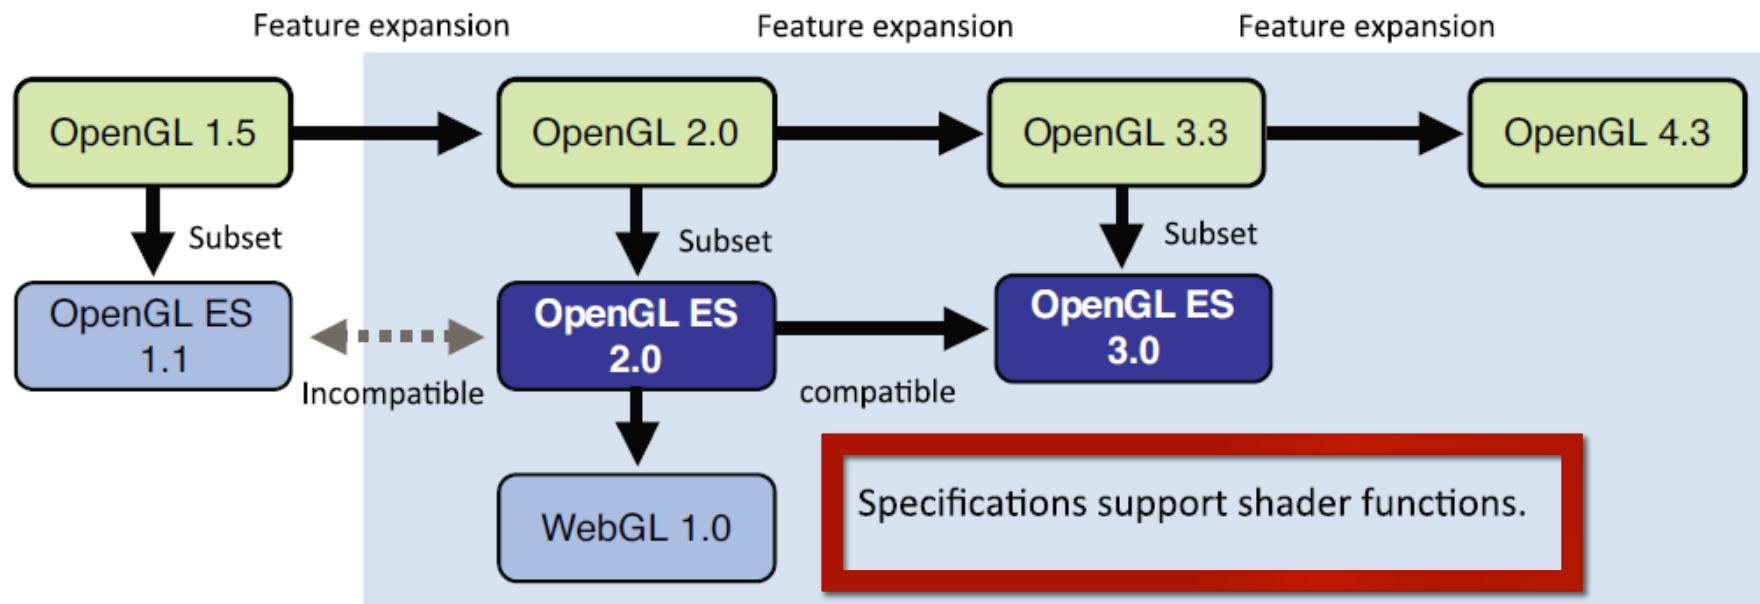 Feature expansion
Feature expansion
Feature expansion
OpenGL 1.5
OpenGL 2.0
OpenGL 3.3
OpenGL 4.3
Subset
Subset
Subset
OpenGL ES
1.1
Incompatible
OpenGL ES
2.0
compatible
OpenGL ES
3.0
WebGL 1.0
Specifications support shader functions.